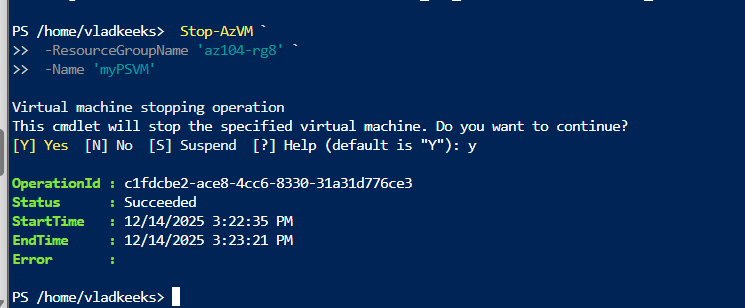 PS /home/vladkeeks>  Stop-AzVM `
>>  -ResourceGroupName 'az104-rg8' `
>>  -Name 'myPSVM'
Virtual machine stopping operation
This cmdlet will stop the specified virtual machine. Do you want to continue?
[Y] Yes  [N] No  [S] Suspend  [?] Help (default is "Y"): y
OperationId : c1fdcbe2-ace8-4cc6-8330-31a31d776ce3
Status      : Succeeded
StartTime   : 12/14/2025 3:22:35 PM
EndTime     : 12/14/2025 3:23:21 PM
Error       :
PS /home/vladkeeks>